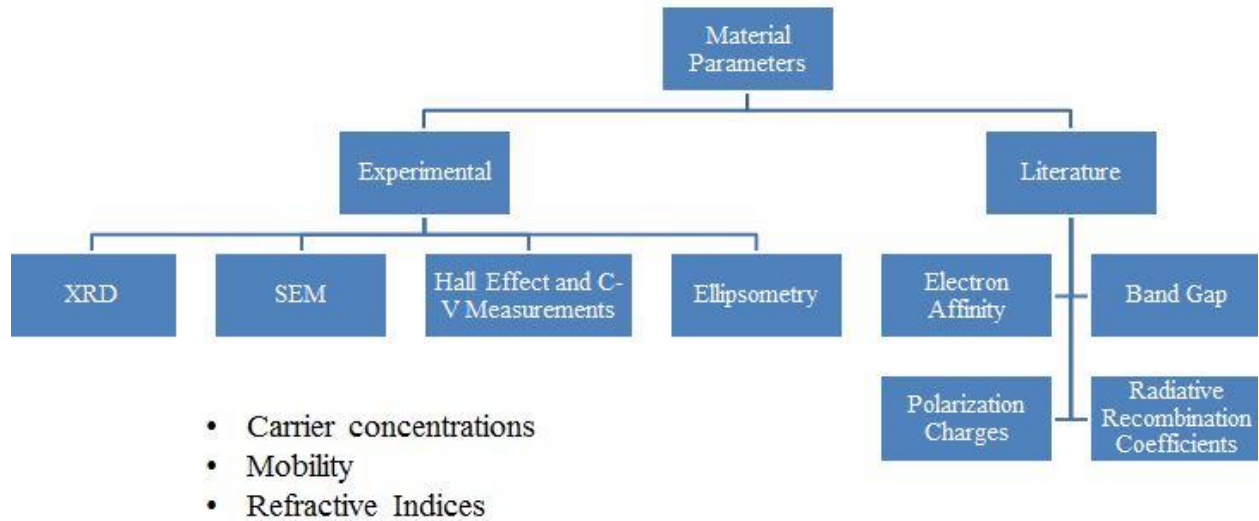 Material
Parameters
Experimental
Literature
XRD
SEM
Hall Effect and C-
V Measurements
Ellipsometry
Electron
Affinity
Band Gap
Polarization
Charges
Radiative
Recombination
Coefficients
• Carrier concentrations
• Mobility
• Refractive Indices